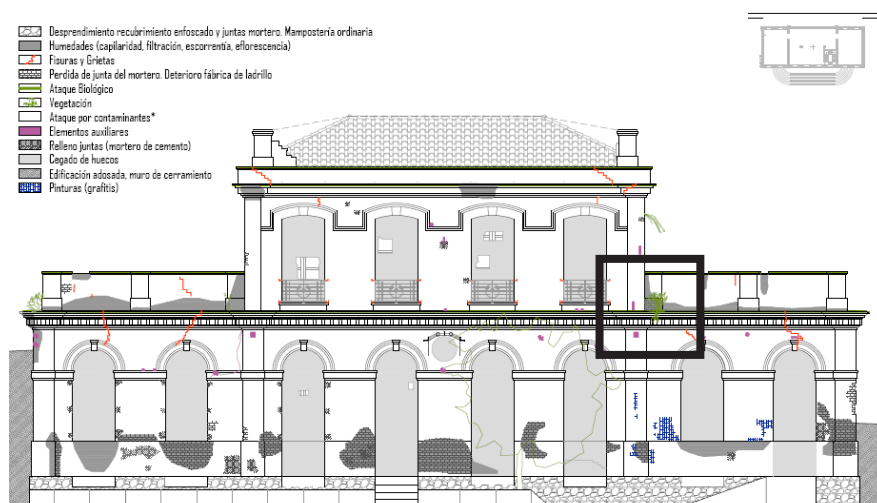 Desprendimiento recubrimiento enfoscado y juntas mortero. Mampostería ordinaria
Humedades (capilaridad, filtración, escorrentía, eflorescencia)
Fisuras y Grietas
Perdida de junta del mortero. Deterioro fábrica de ladrillo
Ataque Biológico
Vegetación
Ataque por contaminantes*
Elementos auxiliares
Relleno juntas (mortero de cemento)
Cegado de huecos
Edificación adosada, muro de cerramiento
Pinturas (grafitis)